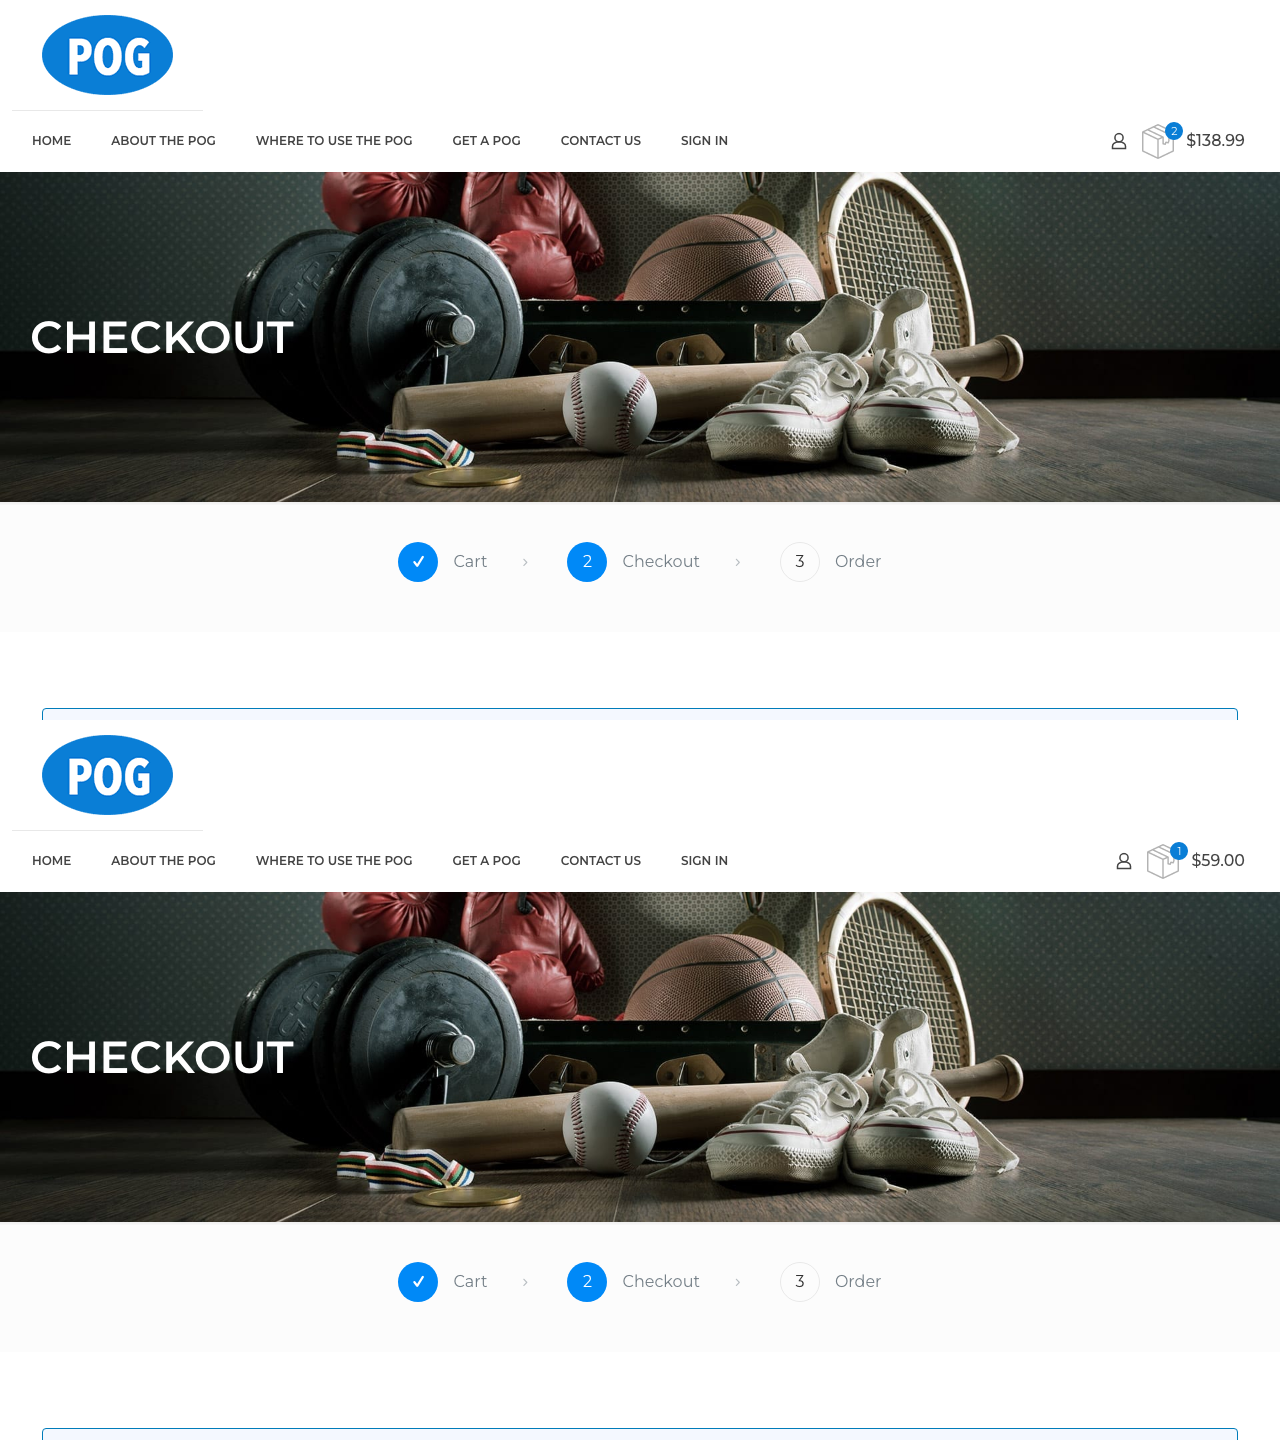 POG
HOME ABOUT THE POG WHERE TO USE THE POG GET A POG CONTACT US SIGN IN 2 $138.99
CHECKOUT
Cart 2 Checkout 3 Order
POG
HOME ABOUT THE POG WHERE TO USE THE POG GET A POG CONTACT US SIGN IN 1 $59.00
CHECKOUT
Cart 2 Checkout 3 Order